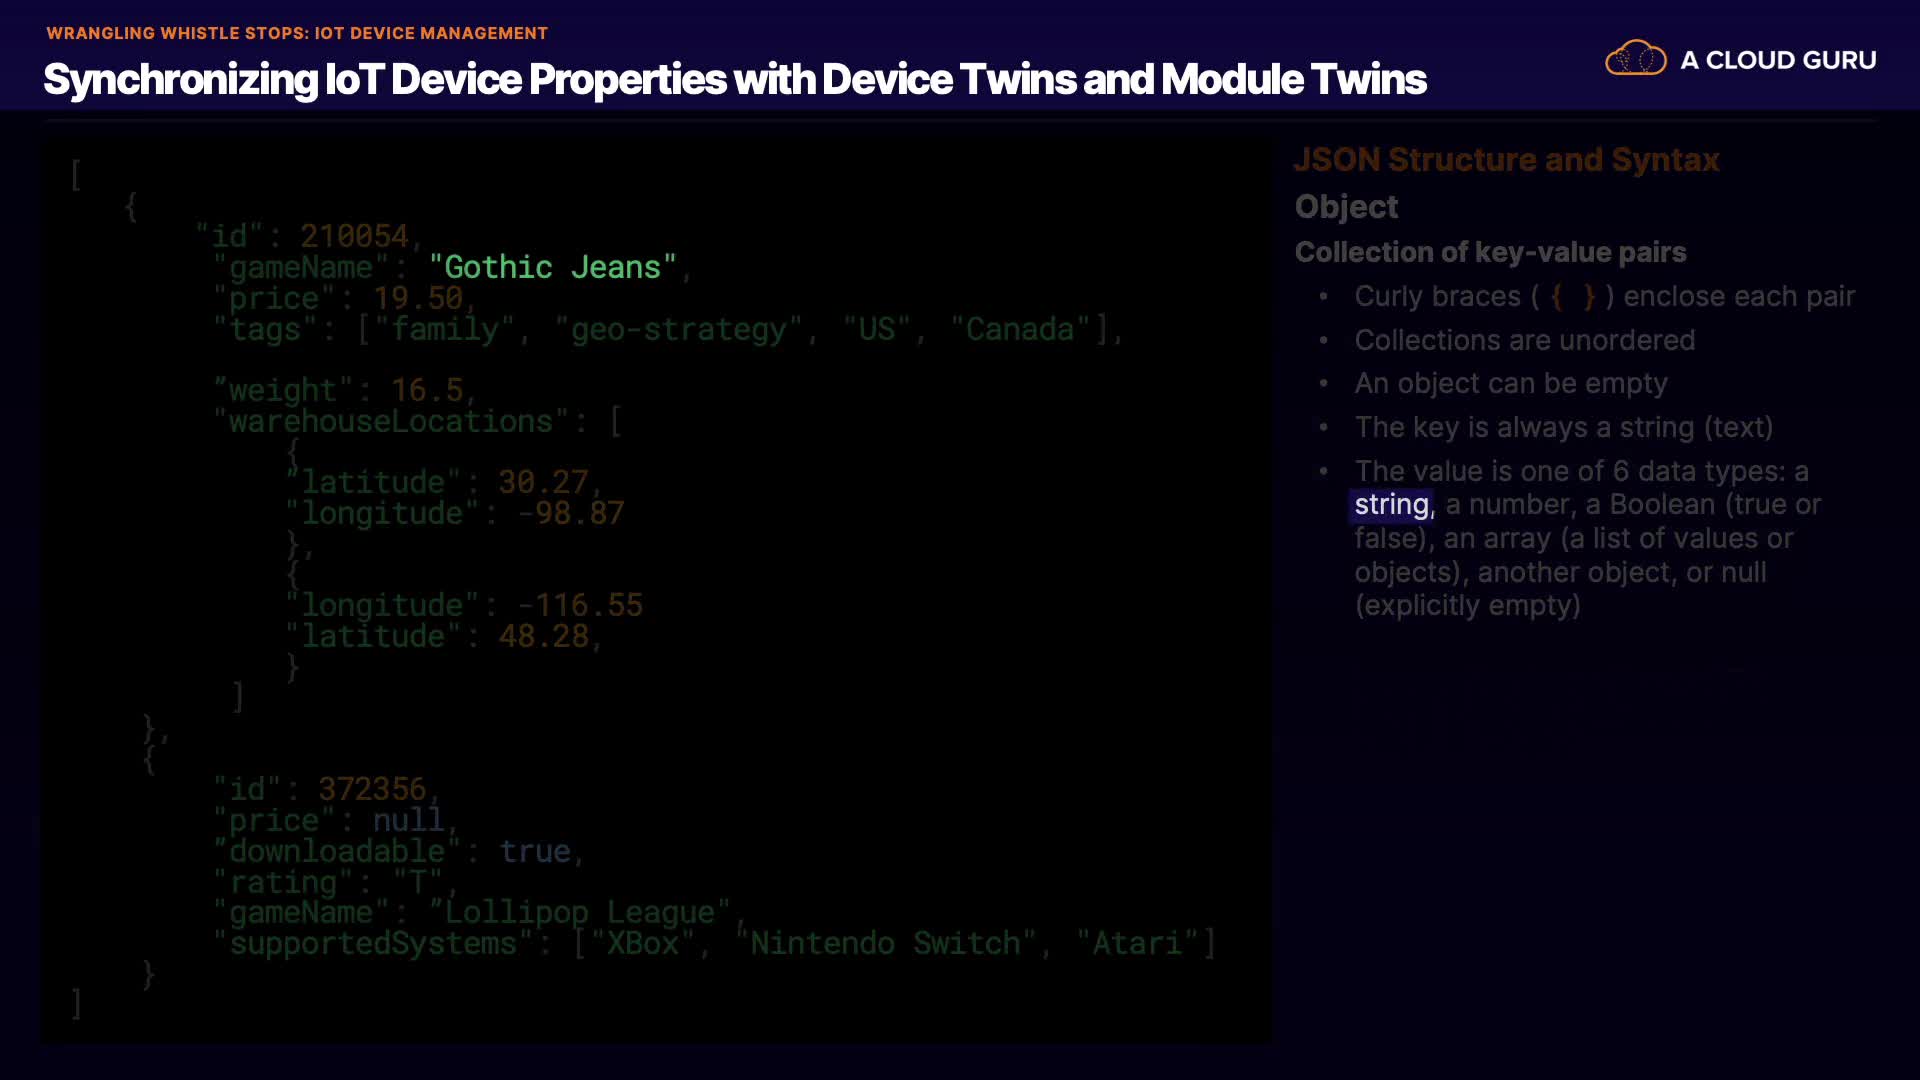 WRANGLING WHISTLE STOPS: IOT DEVICE MANAGEMENT
Synchronizing IoT Device Properties with Device Twins and Module Twins
A CLOUD GURU
[
{
"id": 210054,
"gameName": "Gothic Jeans",
"price": 19.50,
"tags": ["family", "geo-strategy", "US", "Canada"],
”weight": 16.5,
"warehouseLocations": [
{
”latitude": 30.27,
"longitude": -98.87
},
{
"longitude": -116.55
"latitude": 48.28,
}
]
},
{
"id": 372356,
"price": null,
”downloadable": true,
"rating": "T",
"gameName": ”Lollipop League",
"supportedSystems": ["XBox", "Nintendo Switch", "Atari”]
}
]
JSON Structure and Syntax
Object
Collection of key-value pairs
• Curly braces ( { } ) enclose each pair
• Collections are unordered
• An object can be empty
• The key is always a string (text)
• The value is one of 6 data types: a
string, a number, a Boolean (true or
false), an array (a list of values or
objects), another object, or null
(explicitly empty)